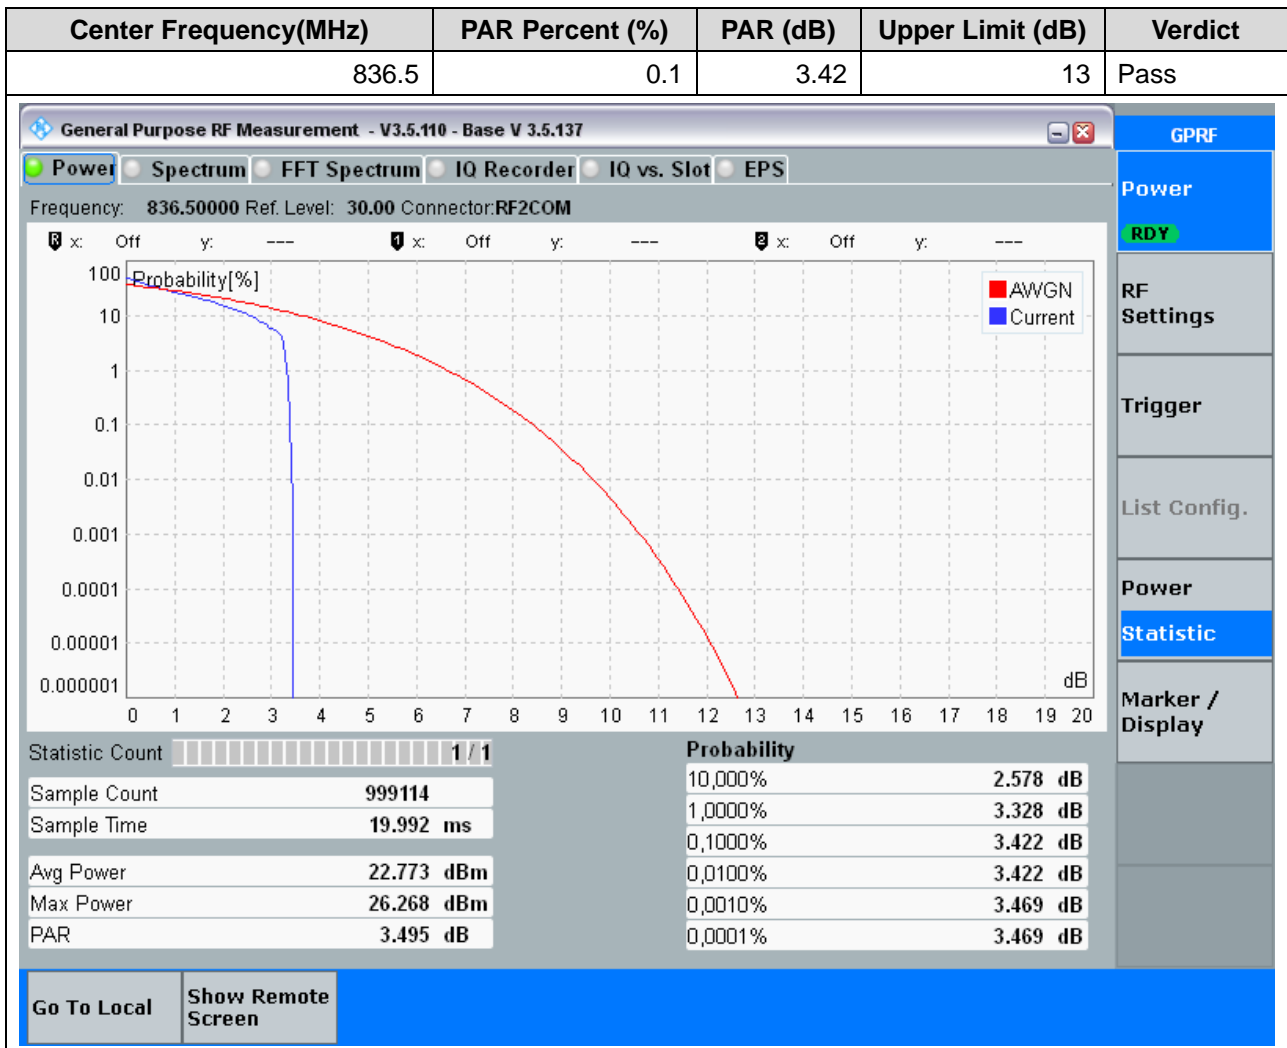 Center Frequency(MHz) PAR Percent (%) PAR (dB) Upper Limit (dB) Verdict
836.5 0.1 3.42 13 Pass
General Purpose RF Measurement - V3.5.110 - Base V 3.5.137
GPRF
Power Spectrum FFT Spectrum IQ Recorder IQ vs. Slot EPS
Frequency: 836.50000 Ref. Level: 30.00 Connector:RF2COM
R x: Off y: --- 1 x: Off y: --- 2 x: Off y: ---
Probability[%]
AWGN
Current
100
10
1
0.1
0.01
0.001
0.0001
0.00001
0.000001
dB
0 1 2 3 4 5 6 7 8 9 10 11 12 13 14 15 16 17 18 19 20
Statistic Count 1 / 1
Sample Count 999114
Sample Time 19.992 ms
Avg Power 22.773 dBm
Max Power 26.268 dBm
PAR 3.495 dB
Probability
10,000% 2.578 dB
1,0000% 3.328 dB
0,1000% 3.422 dB
0,0100% 3.422 dB
0,0010% 3.469 dB
0,0001% 3.469 dB
Power
RDY
RF
Settings
Trigger
List Config.
Power
Statistic
Marker /
Display
Go To Local
Show Remote
Screen